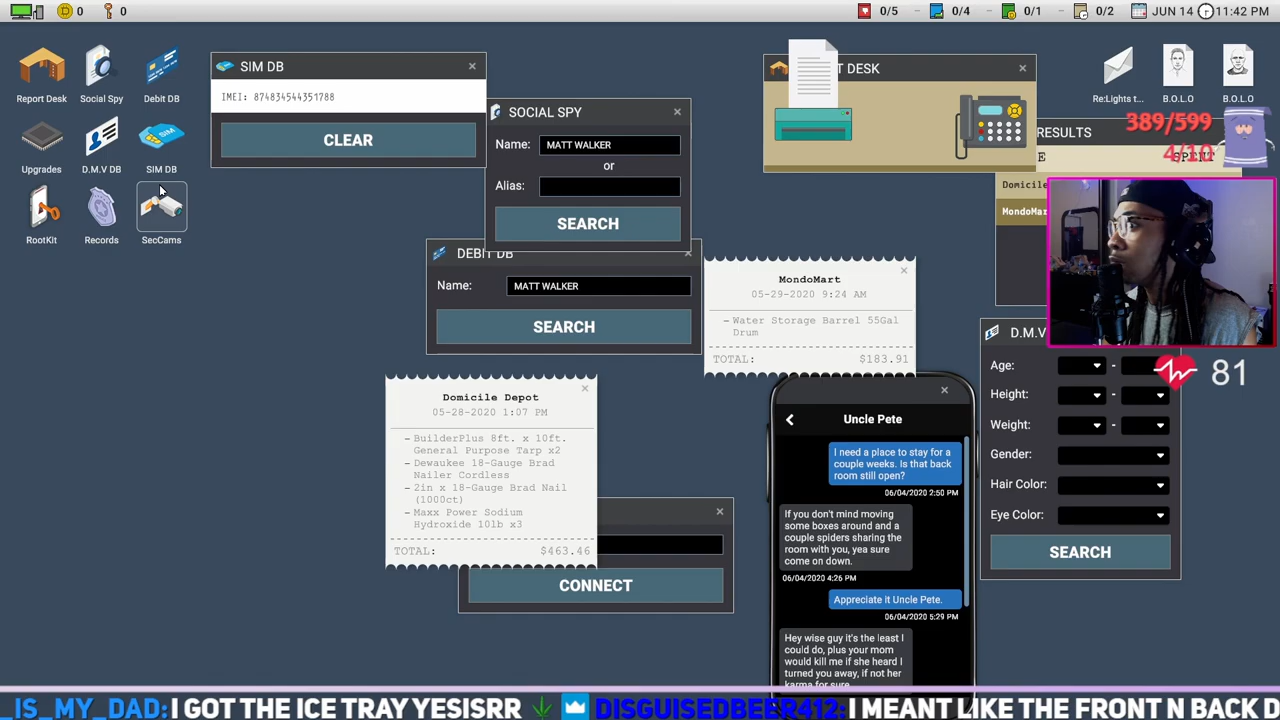 0
0
0/5
0/4
0/1
0/2
JUN 14
11:42 PM
Report Desk
Social Spy
Debit DB
Upgrades
D.M.V DB
SIM DB
RootKit
Records
SecCams
SIM DB
IMEI: 874834544351788
CLEAR
SOCIAL SPY
Name: MATT WALKER
or
Alias:
SEARCH
DEBIT DB
Name: MATT WALKER
SEARCH
T DESK
Re:Lights t...
B.O.L.O
B.O.L.O
389/599
4/10
RESULTS
E
SPENT
Domicile
MondoMar
MondoMart
05-29-2020 9:24 AM
– Water Storage Barrel 55Gal
Drum
TOTAL: $183.91
Domicile Depot
05-28-2020 1:07 PM
– BuilderPlus 8ft. x 10ft.
General Purpose Tarp x2
– Dewaukee 18-Gauge Brad
Nailer Cordless
– 2in x 18-Gauge Brad Nail
(1000ct)
– Maxx Power Sodium
Hydroxide 10lb x3
TOTAL: $463.46
CONNECT
Uncle Pete
I need a place to stay for a
couple weeks. Is that back
room still open?
06/04/2020 2:50 PM
If you don't mind moving
some boxes around and a
couple spiders sharing the
room with you, yea sure
come on down.
06/04/2020 4:26 PM
Appreciate it Uncle Pete.
06/04/2020 5:29 PM
Hey wise guy it's the least I
could do, plus your mom
would kill me if she heard I
turned you away, if not her
karma for sure.
D.M.V
Age: -
Height: -
Weight: -
Gender:
Hair Color:
Eye Color:
SEARCH
81
_IS_MY_DAD: I GOT THE ICE TRAY YESISRR DISGUISEDBEER412: I MEANT LIKE THE FRONT N BACK D